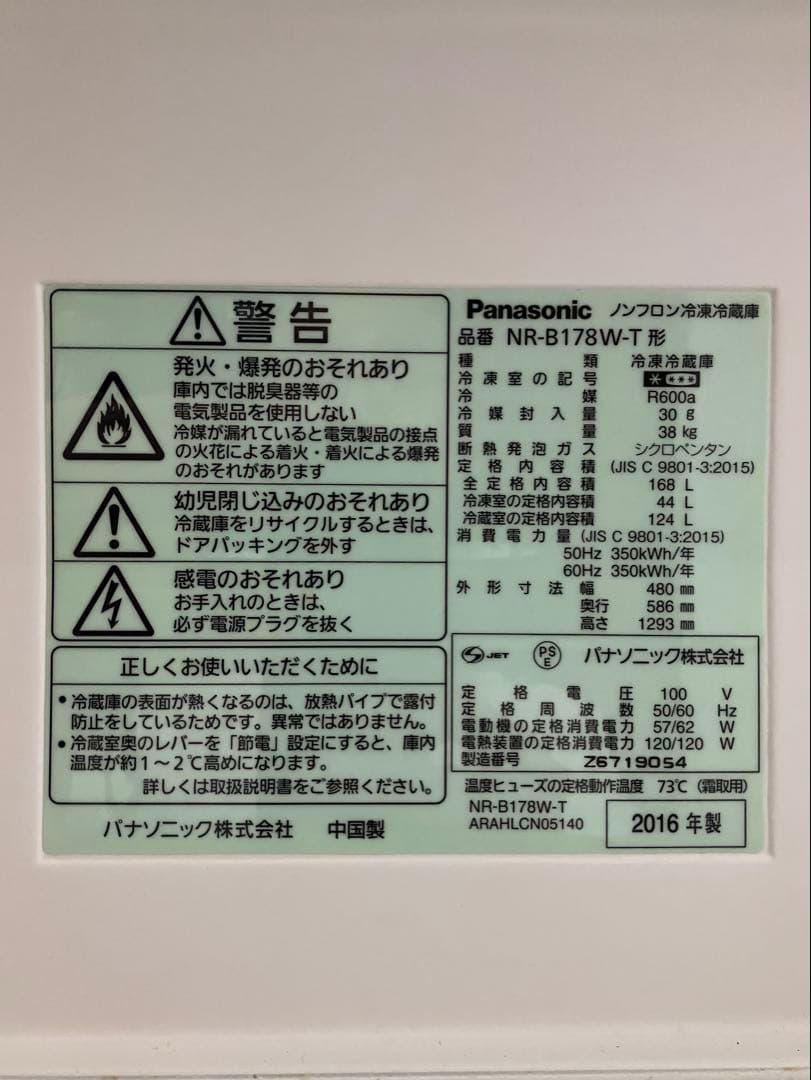 警告
発火・爆発のおそれあり
庫内では脱臭器等の
電気製品を使用しない
冷媒が漏れていると電気製品の接点
の火花による着火・着火による爆発
のおそれがあります
幼児閉じ込みのおそれあり
冷蔵庫をリサイクルするときは、
ドアパッキングを外す
感電のおそれあり
お手入れのときは、
必ず電源プラグを抜く
正しくお使いいただくために
・冷蔵庫の表面が熱くなるのは、放熱パイプで露付
防止をしているためです。異常ではありません。
・冷蔵室奥のレバーを「節電」設定にすると、庫内
温度が約1～2℃高めになります。
詳しくは取扱説明書をご参照ください。
パナソニック株式会社 中国製
Panasonic ノンフロン冷凍冷蔵庫
品番 NR-B178W-T形
種類 冷凍冷蔵庫
冷凍室の記号 * ***
冷媒 R600a
冷媒封入量 30 g
質量 38 kg
断熱発泡ガス シクロペンタン
定格内容積 (JIS C 9801-3:2015)
全定格内容積 168 L
冷凍室の定格内容積 44 L
冷蔵室の定格内容積 124 L
消費電力量 (JIS C 9801-3:2015)
50Hz 350kWh/年
60Hz 350kWh/年
外形寸法 幅 480 mm
奥行 586 mm
高さ 1293 mm
S JET PSE パナソニック株式会社
定格電圧 100 V
定格周波数 50/60 Hz
電動機の定格消費電力 57/62 W
電熱装置の定格消費電力 120/120 W
製造番号 Z6719054
温度ヒューズの定格動作温度 73℃（霜取用）
NR-B178W-T
ARAHLCN05140
2016年製